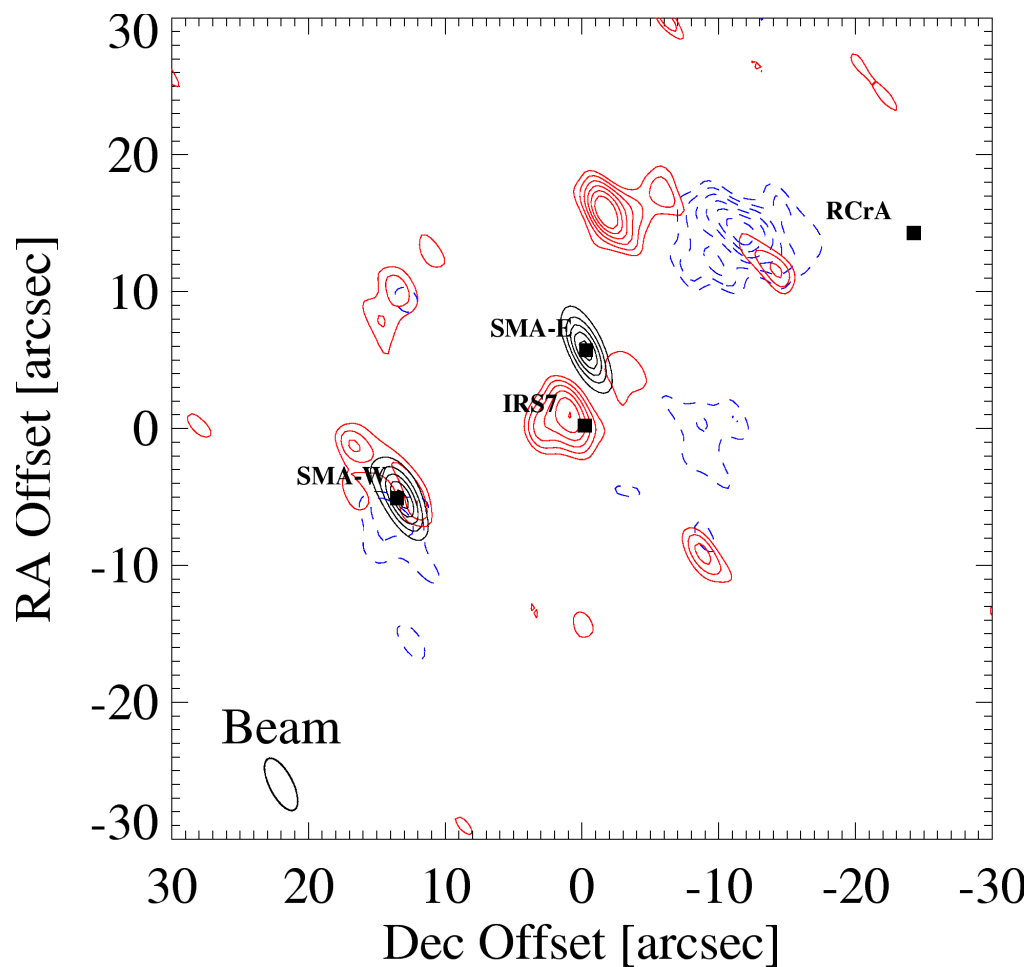 30
20
RCrA
10
SMA-E
IRS7
0
SMA-W
-10
-20
Beam
-30
30 20 10 0 -10 -20 -30
Dec Offset [arcsec]
RA Offset [arcsec]